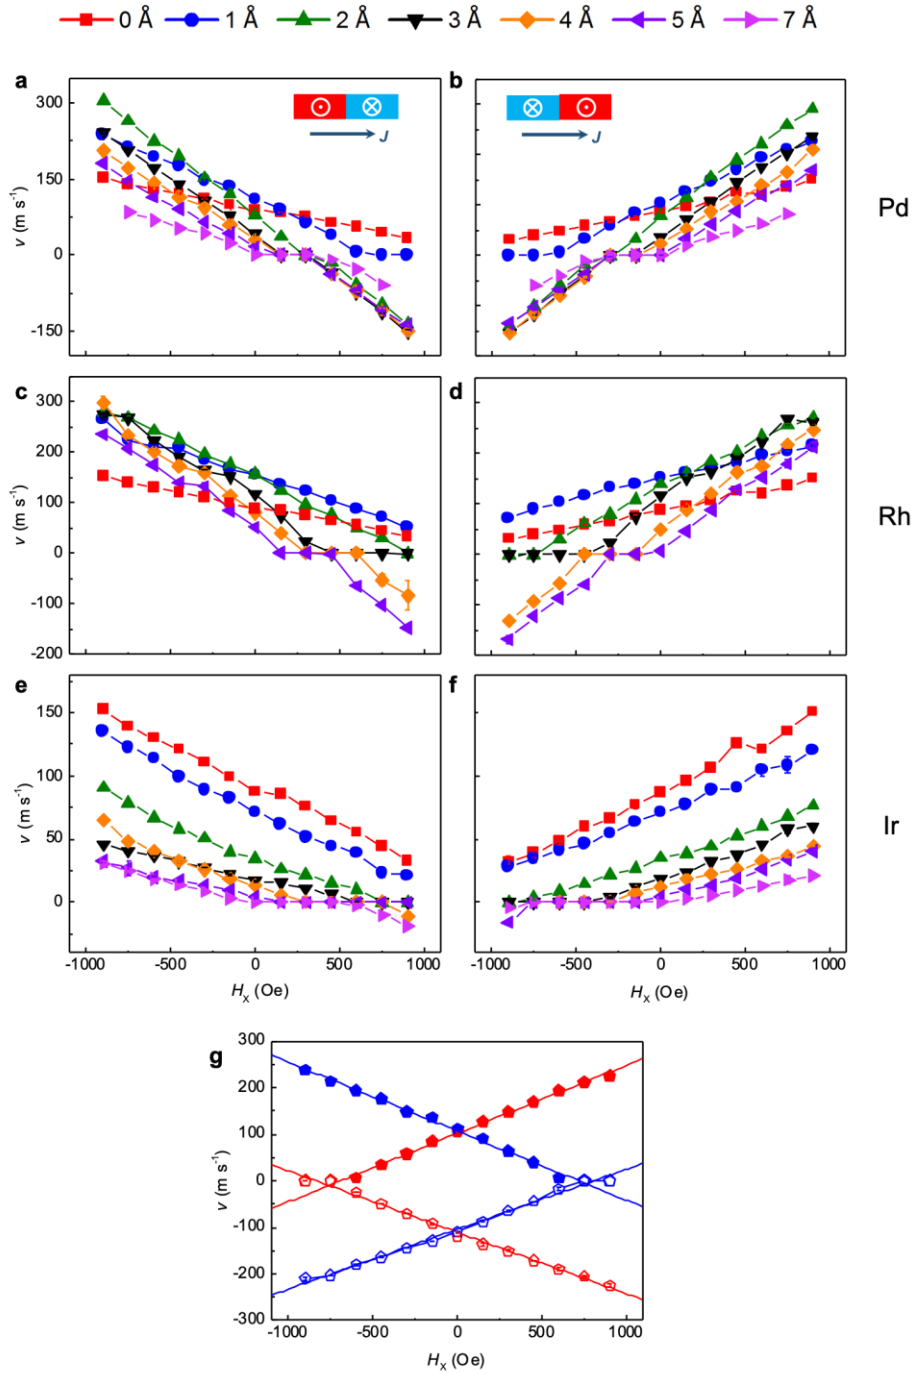 0 Å 1 Å 2 Å 3 Å 4 Å 5 Å 7 Å
a b
300
150
0
-150
v (m s⁻¹)
J
J
Pd
c d
300
200
100
0
-100
-200
v (m s⁻¹)
Rh
e f
150
100
50
0
v (m s⁻¹)
Ir
-1000 -500 0 500 1000 -1000 -500 0 500 1000
Hₓ (Oe) Hₓ (Oe)
g
300
200
100
0
-100
-200
-300
v (m s⁻¹)
-1000 -500 0 500 1000
Hₓ (Oe)